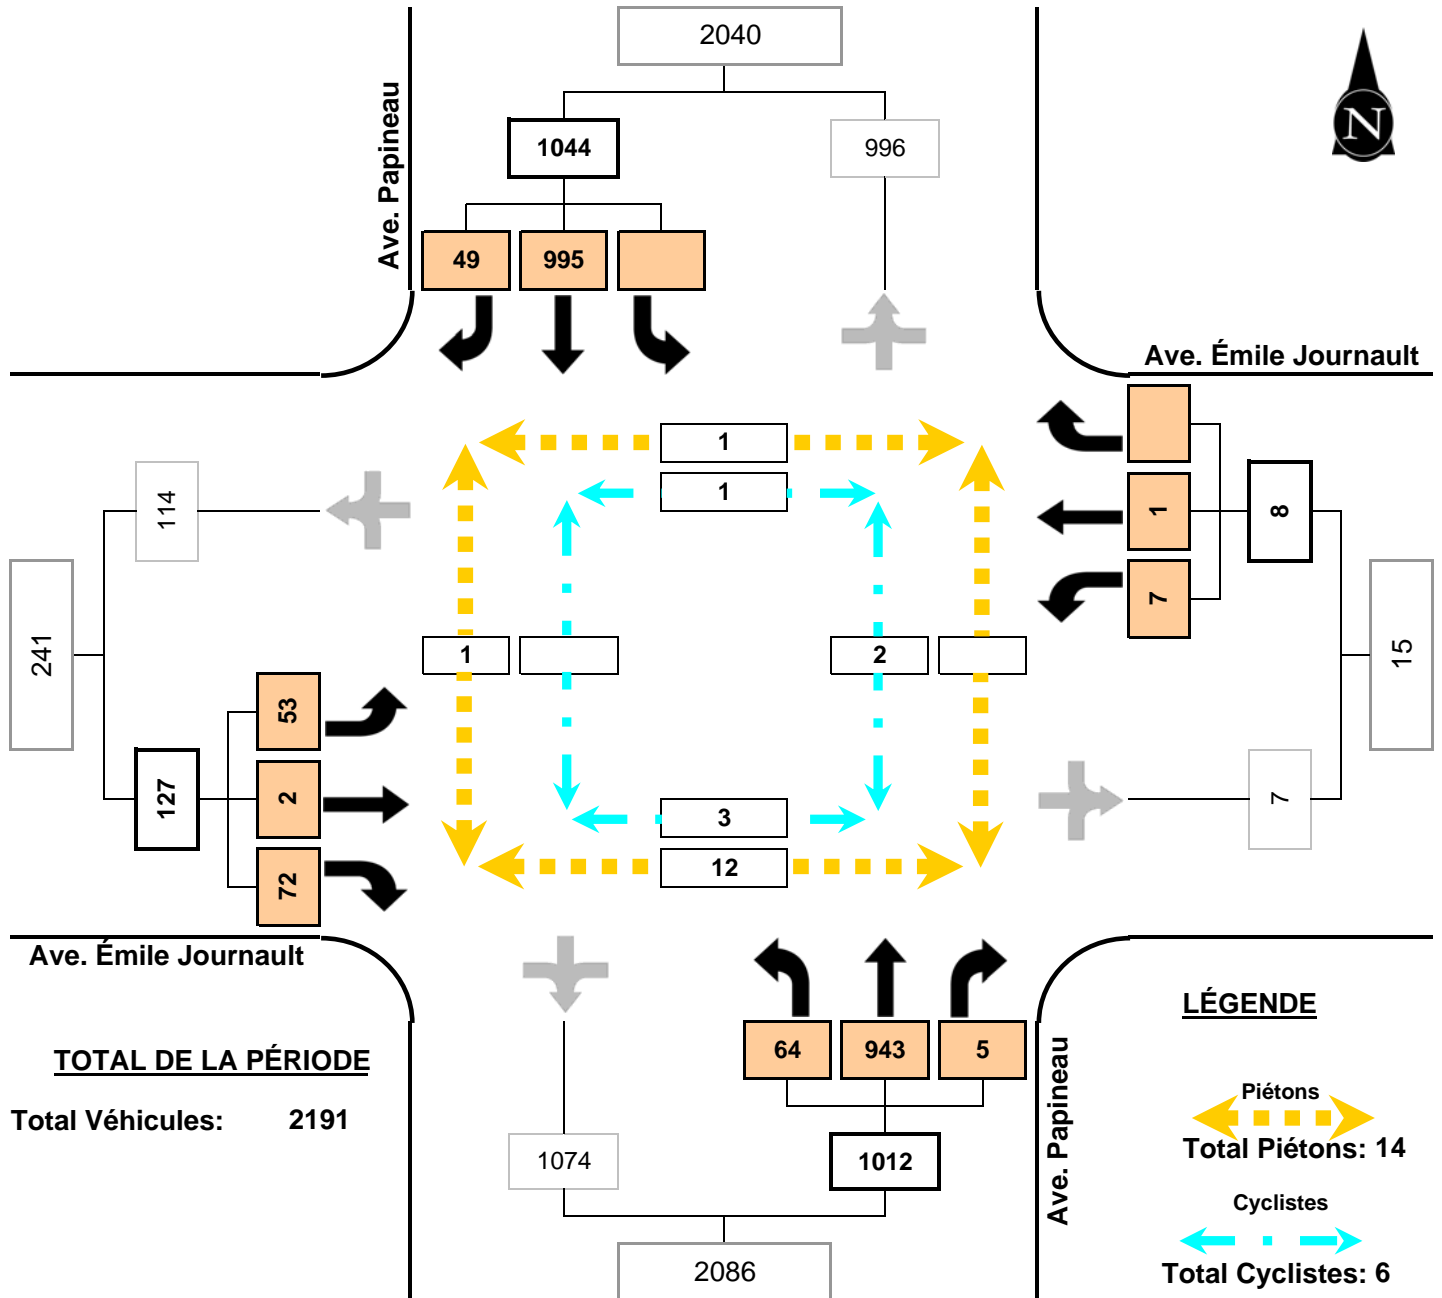 2040
Ave. Papineau
1044
996
N
49 995
Ave. Émile Journault
1
1
114
1
8
7
241
15
1
2
53
127
2
7
72
3
12
Ave. Émile Journault
64 943 5
LÉGENDE
TOTAL DE LA PÉRIODE
Total Véhicules: 2191
Ave. Papineau
Piétons
Total Piétons: 14
1074
1012
Cyclistes
Total Cyclistes: 6
2086